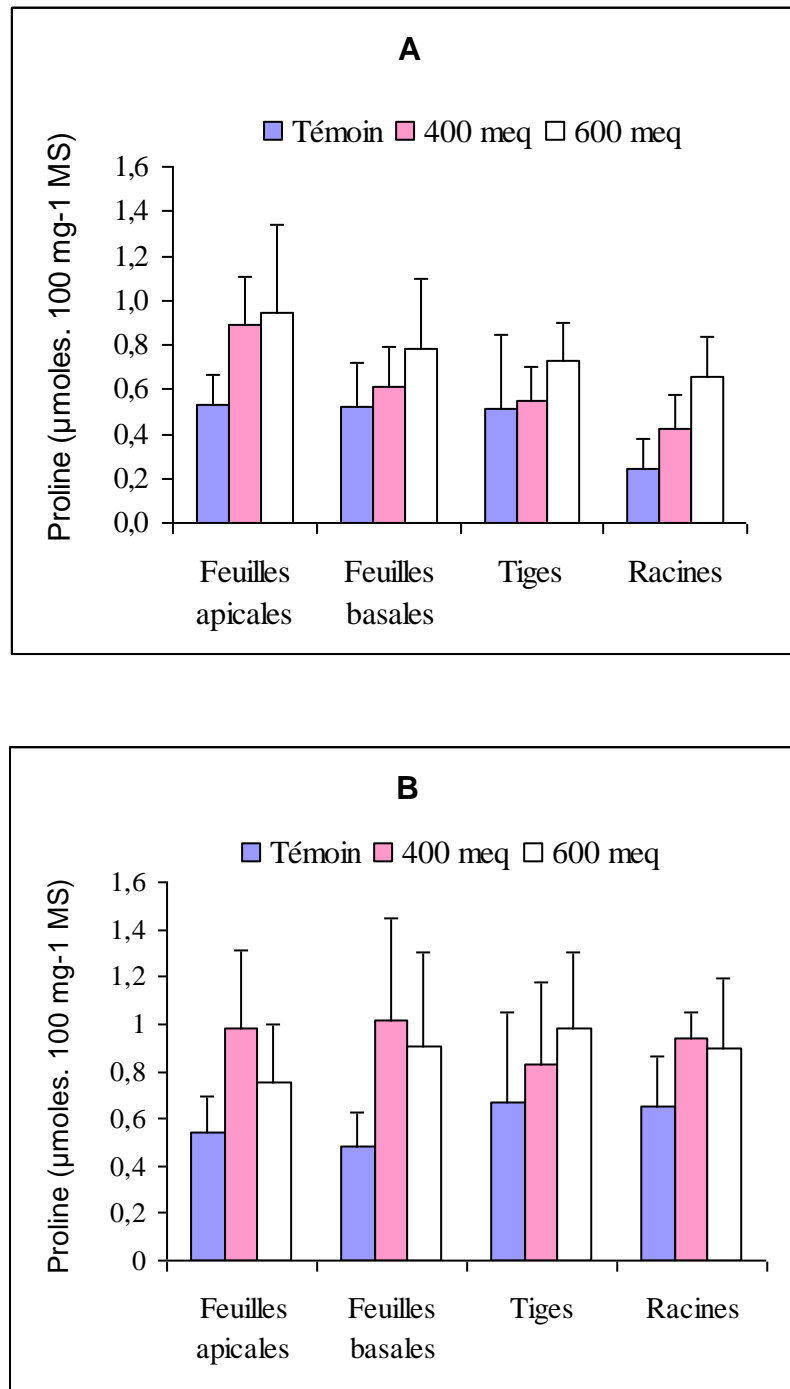 A
Témoin 400 meq 600 meq
Proline (µmoles. 100 mg-1 MS)
1,6
1,4
1,2
1,0
0,8
0,6
0,4
0,2
0,0
Feuilles apicales
Feuilles basales
Tiges
Racines
B
Témoin 400 meq 600 meq
Proline (µmoles. 100 mg-1 MS)
1,6
1,4
1,2
1
0,8
0,6
0,4
0,2
0
Feuilles apicales
Feuilles basales
Tiges
Racines